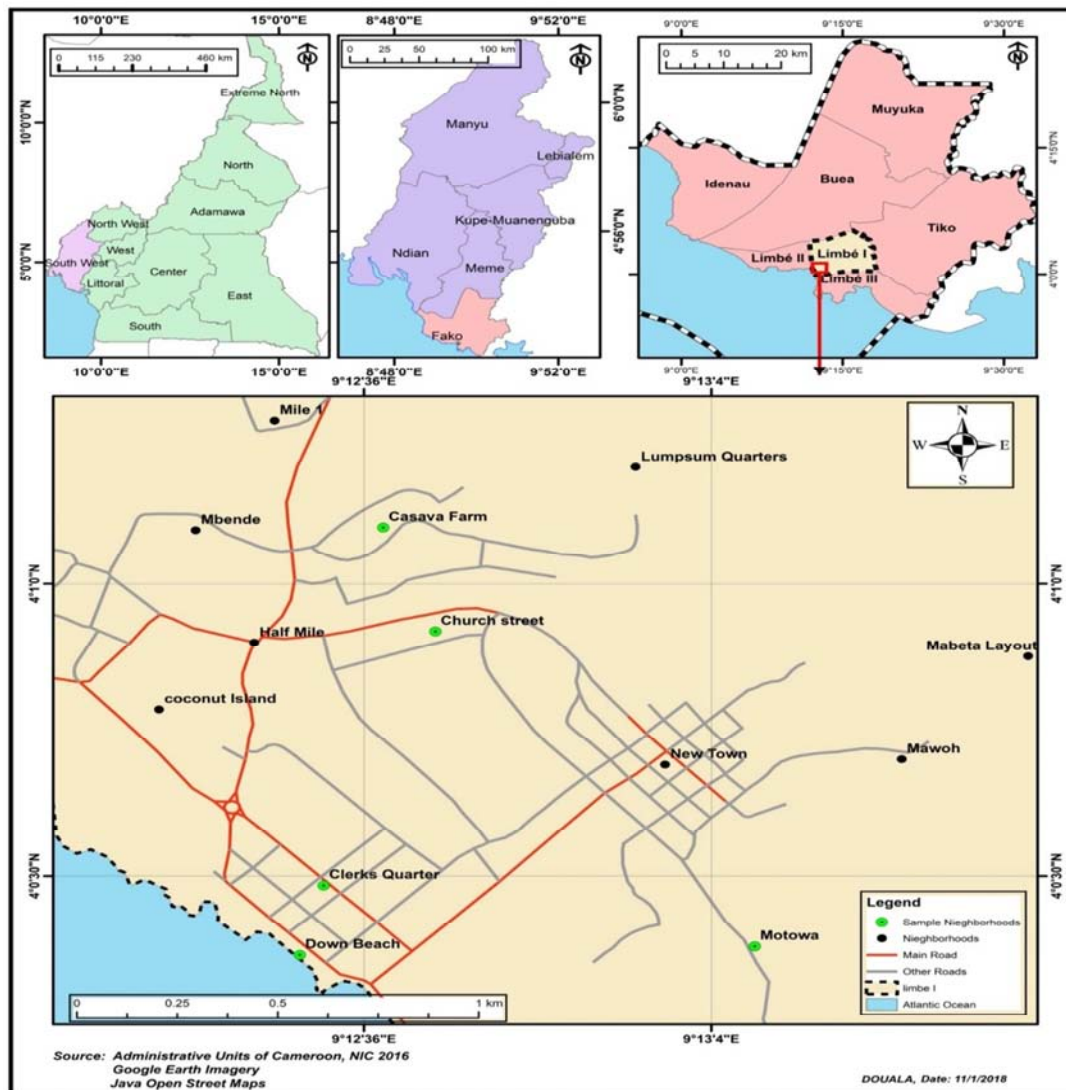 10°0'0"E 15°0'0"E
0 115 230 460 km
N
Extreme North
North
Adamawa
North West
West
South West
Littoral
Center
East
South
10°0'0"N
5°0'0"N
10°0'0"E 15°0'0"E
8°48'0"E 9°52'0"E
0 25 50 100 km
N
Manyu
Lebialem
Kupe-Muanenguba
Ndian
Meme
Fako
6°0'0"N
4°56'0"N
8°48'0"E 9°52'0"E
9°0'0"E 9°15'0"E 9°30'0"E
0 5 10 20 km
N
Muyuka
Idenau
Buea
Tiko
Limbé I
Limbé II
Limbé III
4°15'0"N
4°0'0"N
9°0'0"E 9°15'0"E 9°30'0"E
9°12'36"E 9°13'4"E
Mile 1
N
W E
S
Lumpsum Quarters
Casava Farm
Mbende
4°1'0"N 4°1'0"N
Church street
Half Mile
Mabeta Layout
coconut Island
New Town
Mawoh
4°0'30"N 4°0'30"N
Clerks Quarter
Down Beach
Motowa
Legend
Sample Nieghborhoods
Nieghborhoods
Main Road
Other Roads
limbe I
Atlantic Ocean
0 0.25 0.5 1 km
9°12'36"E 9°13'4"E
Source: Administrative Units of Cameroon, NIC 2016
Google Earth Imagery
Java Open Street Maps
DOUALA, Date: 11/1/2018